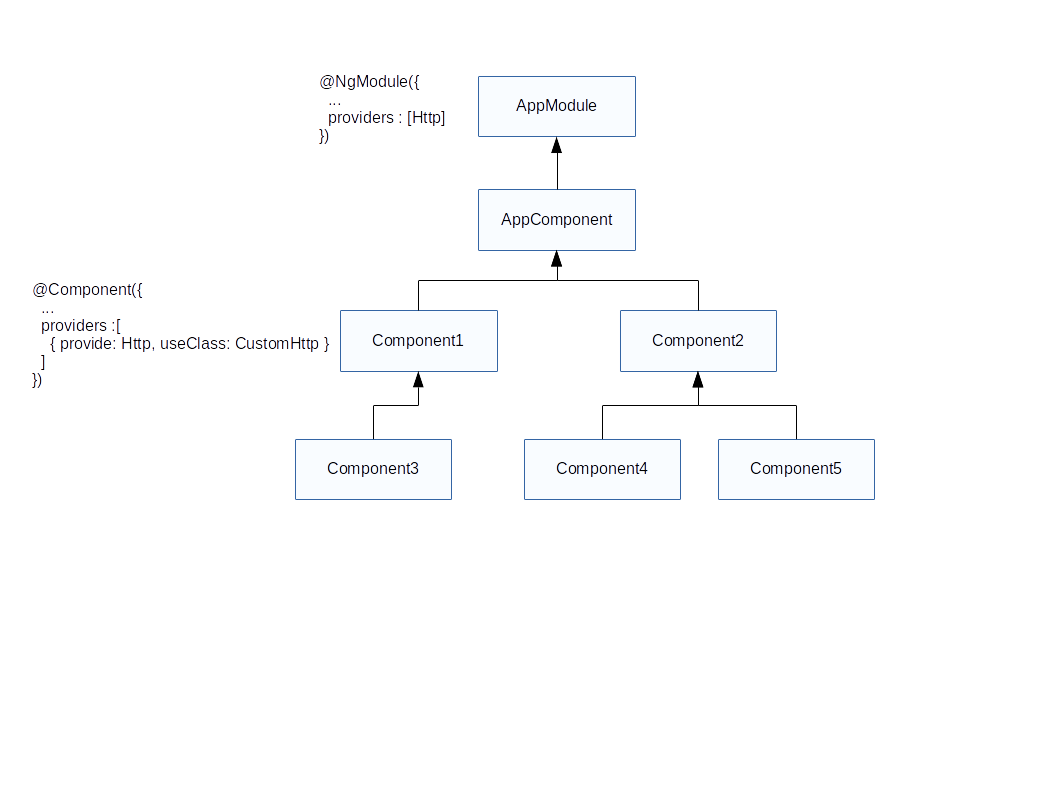 @NgModule({
...
providers : [Http]
})
AppModule
AppComponent
@Component({
...
providers :[
{ provide: Http, useClass: CustomHttp }
]
})
Component1
Component2
Component3
Component4
Component5